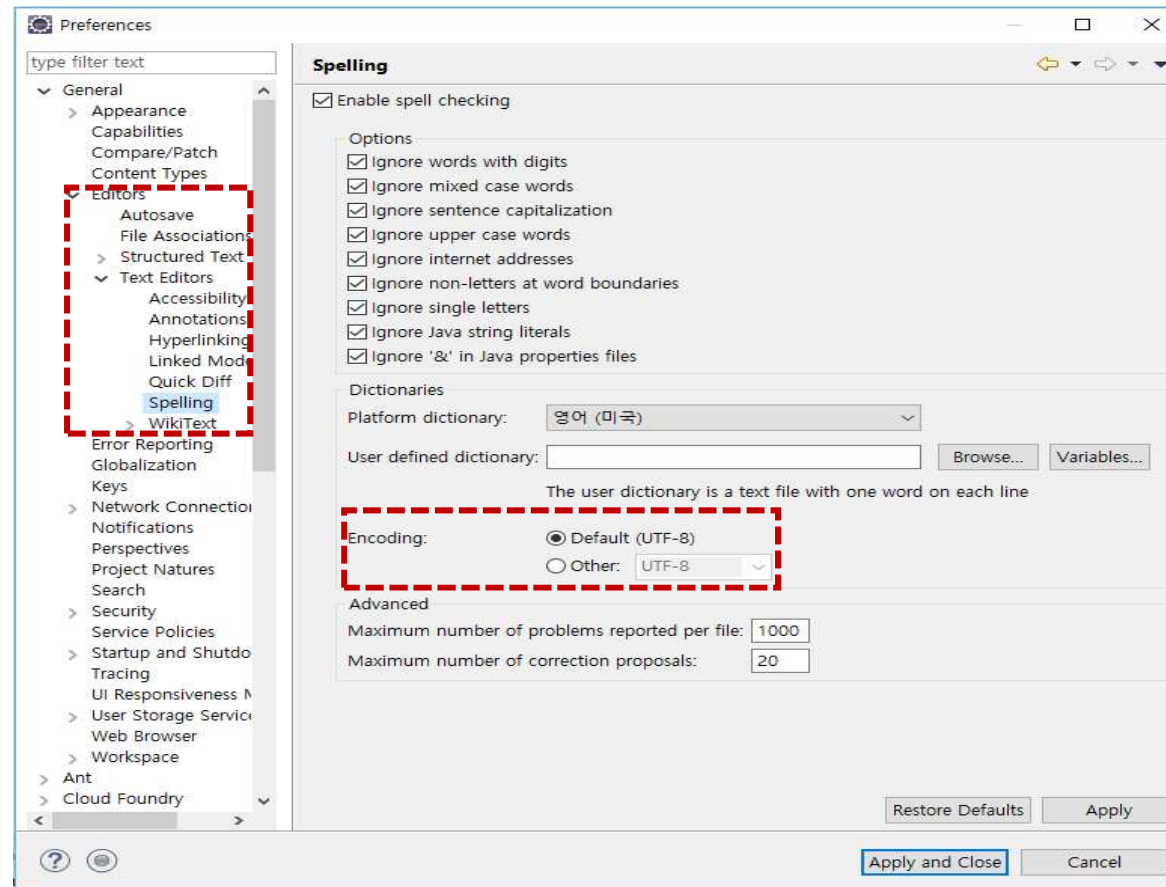 Preferences
type filter text
General
Appearance
Capabilities
Compare/Patch
Content Types
Editors
Autosave
File Associations
Structured Text
Text Editors
Accessibility
Annotations
Hyperlinking
Linked Mode
Quick Diff
Spelling
WikiText
Error Reporting
Globalization
Keys
Network Connection
Notifications
Perspectives
Project Natures
Search
Security
Service Policies
Startup and Shutdo
Tracing
UI Responsiveness M
User Storage Service
Web Browser
Workspace
Ant
Cloud Foundry
Spelling
Enable spell checking
Options
Ignore words with digits
Ignore mixed case words
Ignore sentence capitalization
Ignore upper case words
Ignore internet addresses
Ignore non-letters at word boundaries
Ignore single letters
Ignore Java string literals
Ignore '&' in Java properties files
Dictionaries
Platform dictionary: 영어 (미국)
User defined dictionary: Browse... Variables...
The user dictionary is a text file with one word on each line
Encoding: Default (UTF-8)
Other: UTF-8
Advanced
Maximum number of problems reported per file: 1000
Maximum number of correction proposals: 20
Restore Defaults Apply
? Apply and Close Cancel